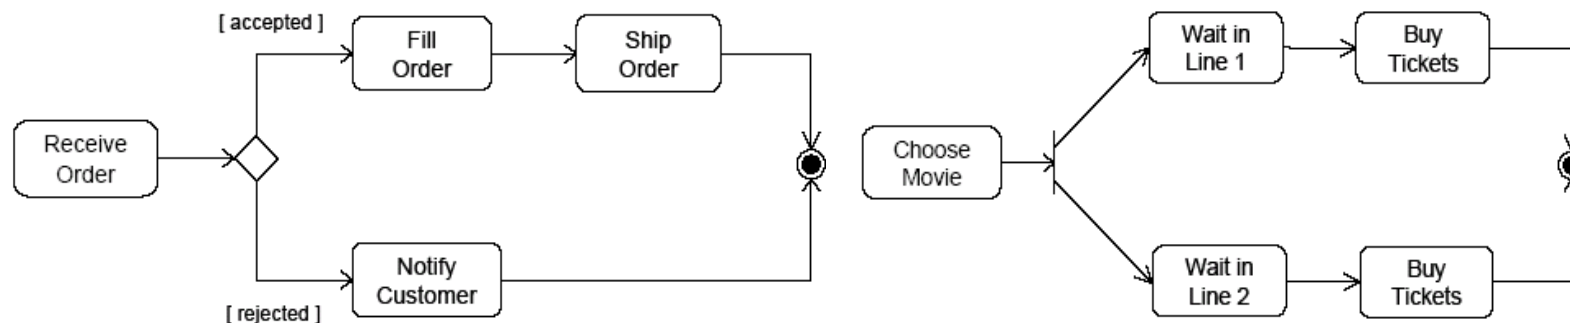 [ accepted ]
Fill
Order
Ship
Order
Receive
Order
Notify
Customer
[ rejected ]
Wait in
Line 1
Buy
Tickets
Choose
Movie
Wait in
Line 2
Buy
Tickets